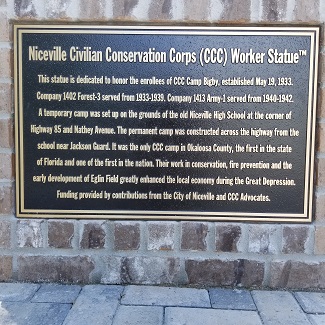 Niceville Civilian Conservation Corps (CCC) Worker Statue™
This statue is dedicated to honor the enrollees of CCC Camp Bigby, established May 19, 1933.
Company 1402 Forest-3 served from 1933-1939. Company 1413 Army-1 served from 1940-1942.
A temporary camp was set up on the grounds of the old Niceville High School at the corner of
Highway 85 and Nathey Avenue. The permanent camp was constructed across the highway from the
school near Jackson Guard. It was the only CCC camp in Okaloosa County, the first in the state
of Florida and one of the first in the nation. Their work in conservation, fire prevention and the
early development of Eglin Field greatly enhanced the local economy during the Great Depression.
Funding provided by contributions from the City of Niceville and CCC Advocates.